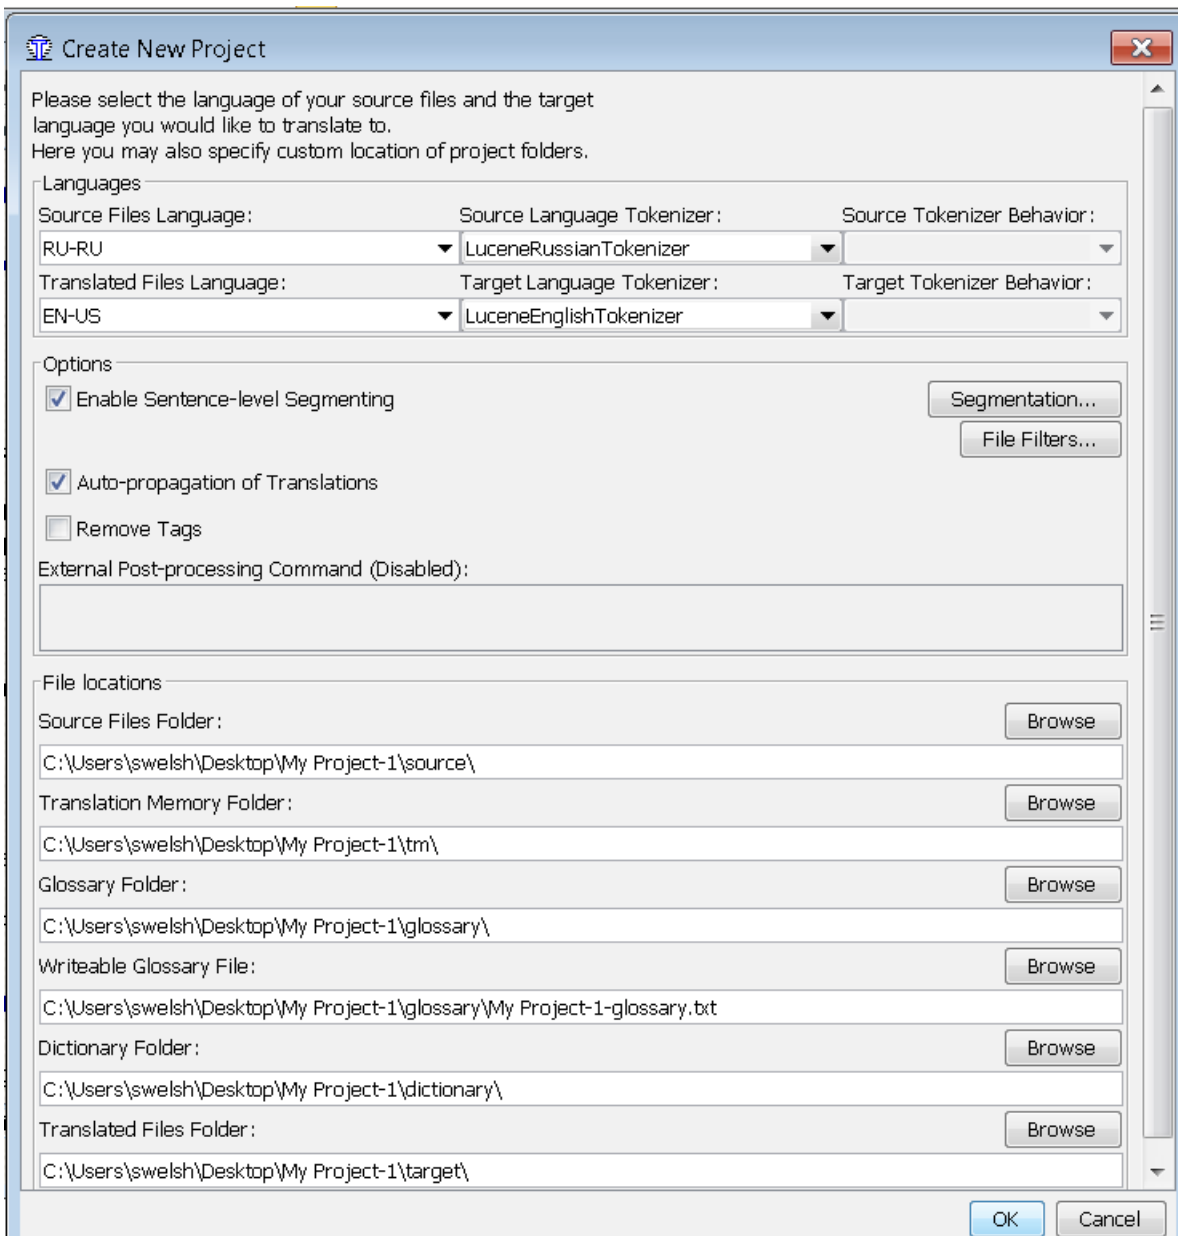 Create New Project
Please select the language of your source files and the target
language you would like to translate to.
Here you may also specify custom location of project folders.
Languages
Source Files Language: Source Language Tokenizer: Source Tokenizer Behavior:
RU-RU LuceneRussianTokenizer
Translated Files Language: Target Language Tokenizer: Target Tokenizer Behavior:
EN-US LuceneEnglishTokenizer
Options
Enable Sentence-level Segmenting Segmentation...
File Filters...
Auto-propagation of Translations
Remove Tags
External Post-processing Command (Disabled):
File locations
Source Files Folder: Browse
C:\Users\swelsh\Desktop\My Project-1\source\
Translation Memory Folder: Browse
C:\Users\swelsh\Desktop\My Project-1\tm\
Glossary Folder: Browse
C:\Users\swelsh\Desktop\My Project-1\glossary\
Writeable Glossary File: Browse
C:\Users\swelsh\Desktop\My Project-1\glossary\My Project-1-glossary.txt
Dictionary Folder: Browse
C:\Users\swelsh\Desktop\My Project-1\dictionary\
Translated Files Folder: Browse
C:\Users\swelsh\Desktop\My Project-1\target\
OK Cancel